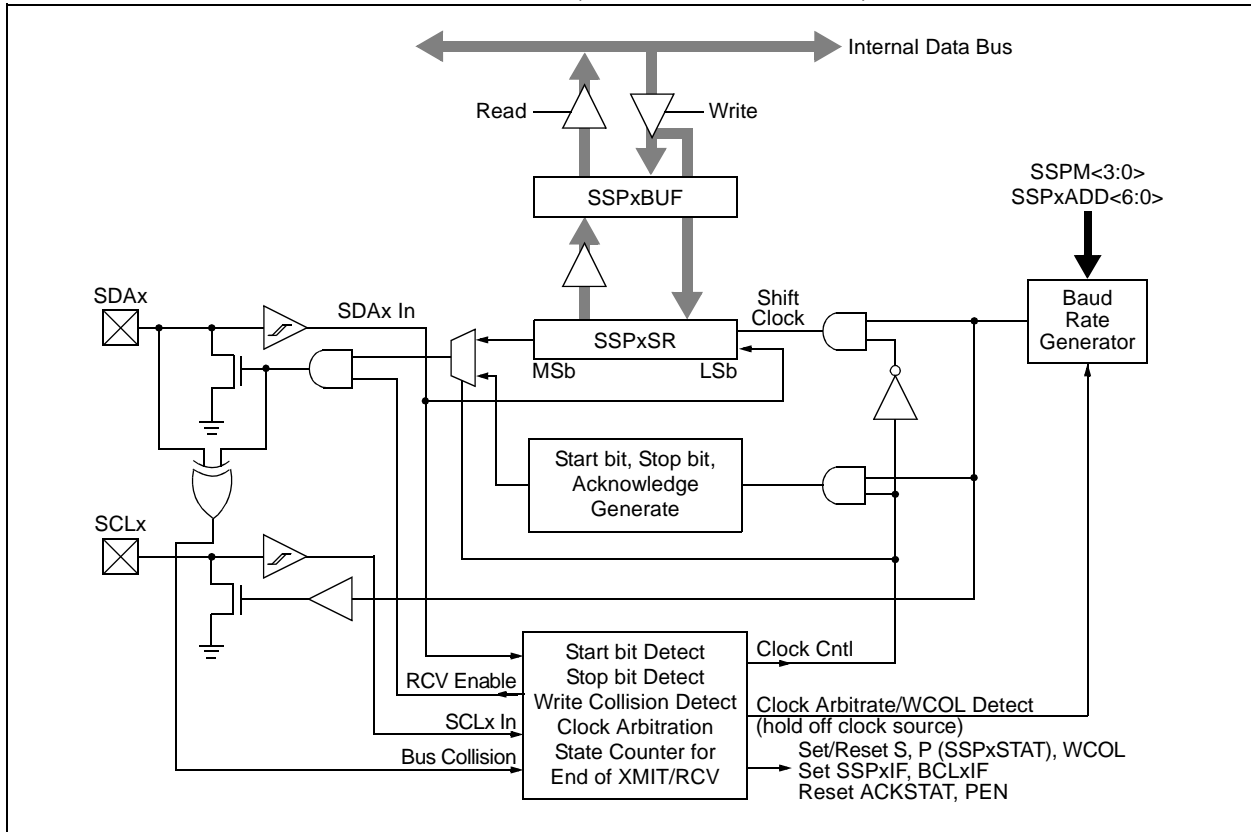 Internal Data Bus
Read
Write
SSPxBUF
SSPM<3:0>
SSPxADD<6:0>
Baud
Rate
Generator
SDAx
SDAx In
Shift
Clock
SSPxSR
MSb
LSb
Start bit, Stop bit,
Acknowledge
Generate
SCLx
Start bit Detect
Stop bit Detect
Write Collision Detect
Clock Arbitration
State Counter for
End of XMIT/RCV
RCV Enable
SCLx In
Bus Collision
Clock Cntl
Clock Arbitrate/WCOL Detect
(hold off clock source)
Set/Reset S, P (SSPxSTAT), WCOL
Set SSPxIF, BCLxIF
Reset ACKSTAT, PEN